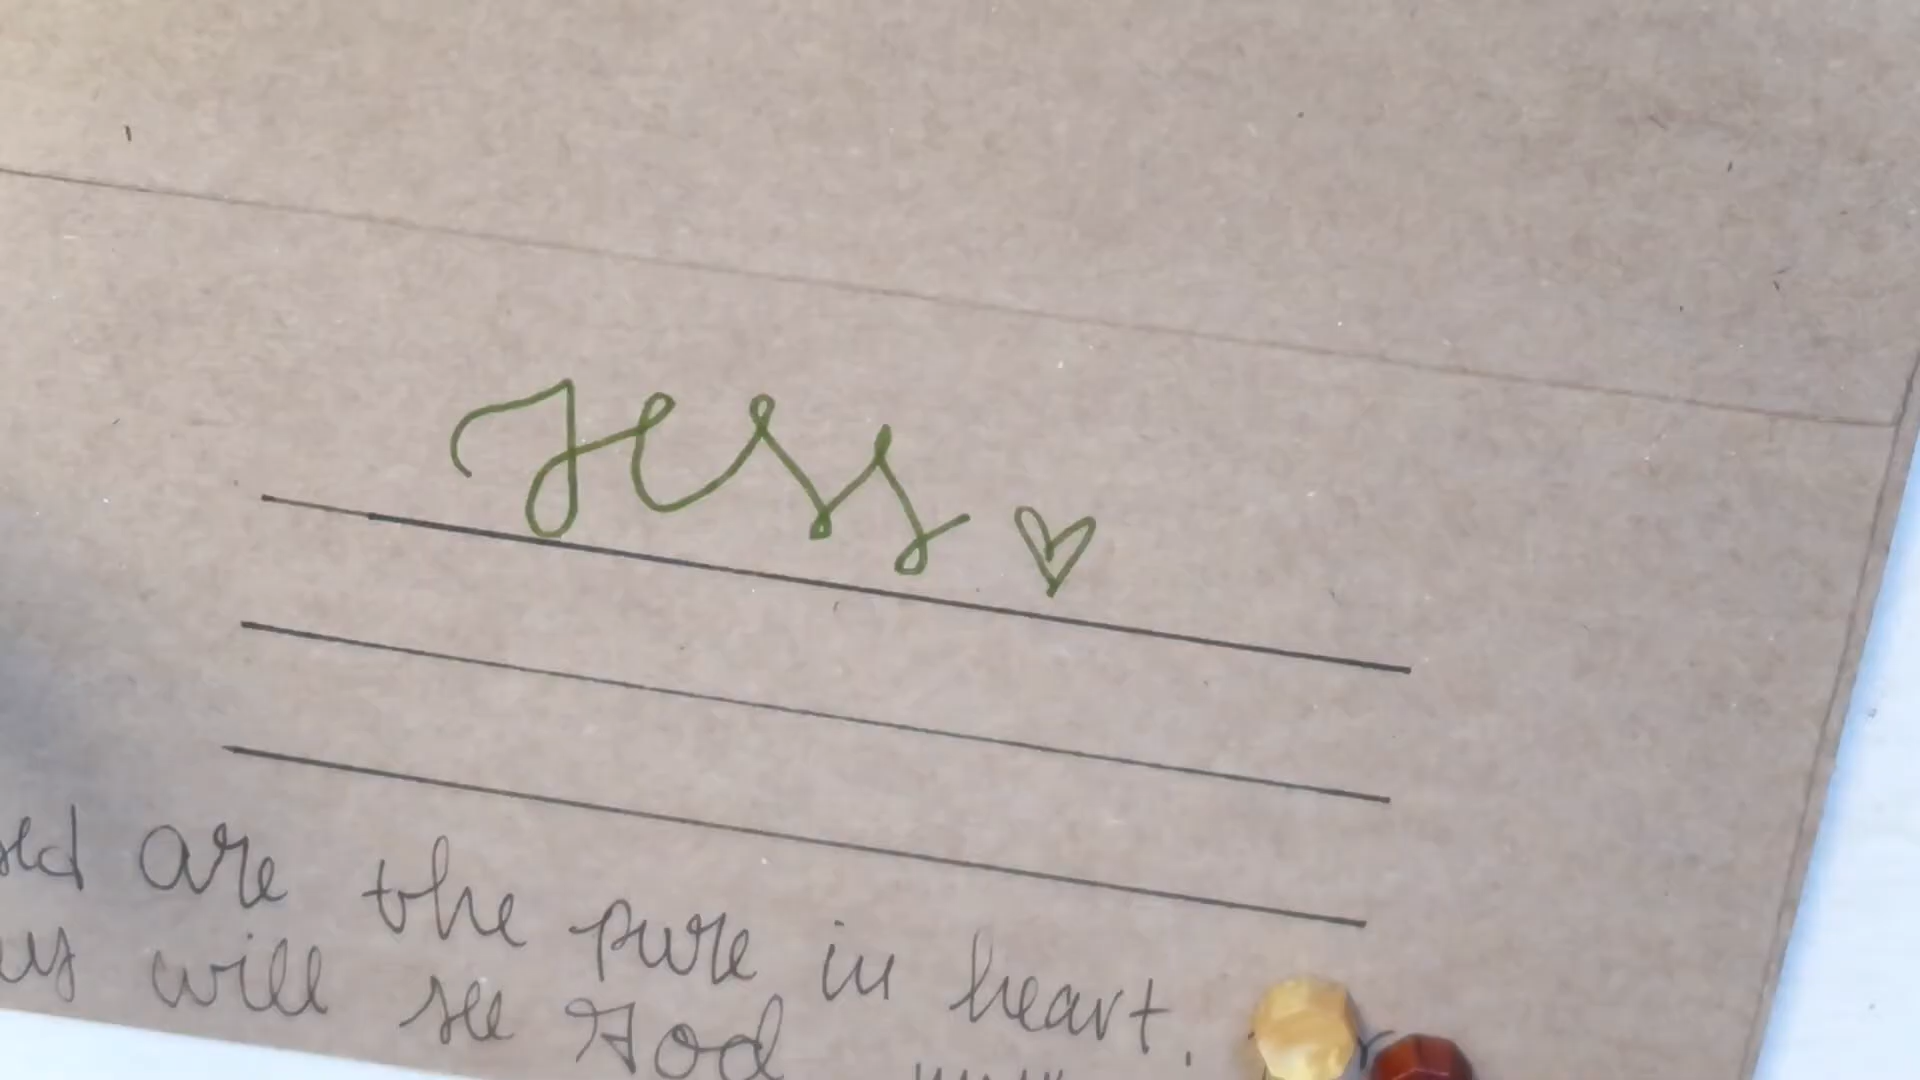 Jess ♡
are the pure in heart.
will see God